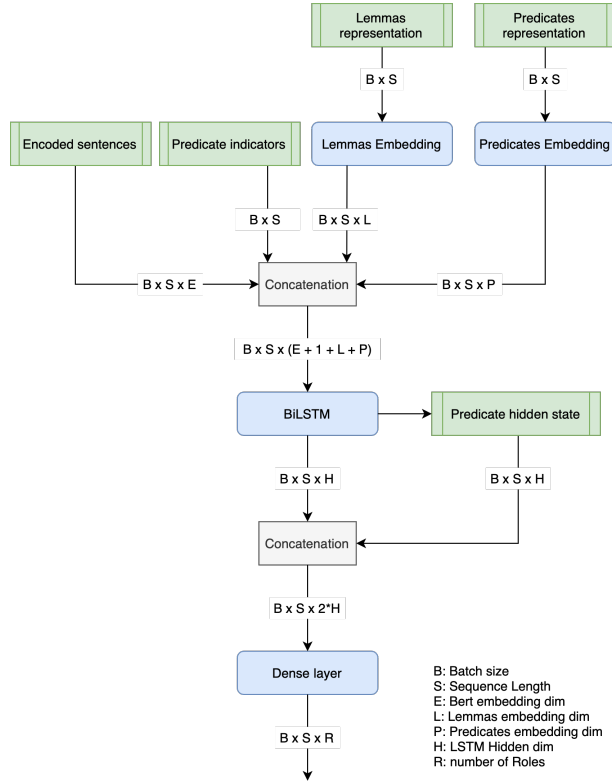 Lemmas
representation
Predicates
representation
B x S
B x S
Encoded sentences
Predicate indicators
Lemmas Embedding
Predicates Embedding
B x S
B x S x L
B x S x E
Concatenation
B x S x P
B x S x (E + 1 + L + P)
BiLSTM
Predicate hidden state
B x S x H
B x S x H
Concatenation
B x S x 2*H
Dense layer
B x S x R
B: Batch size
S: Sequence Length
E: Bert embedding dim
L: Lemmas embedding dim
P: Predicates embedding dim
H: LSTM Hidden dim
R: number of Roles